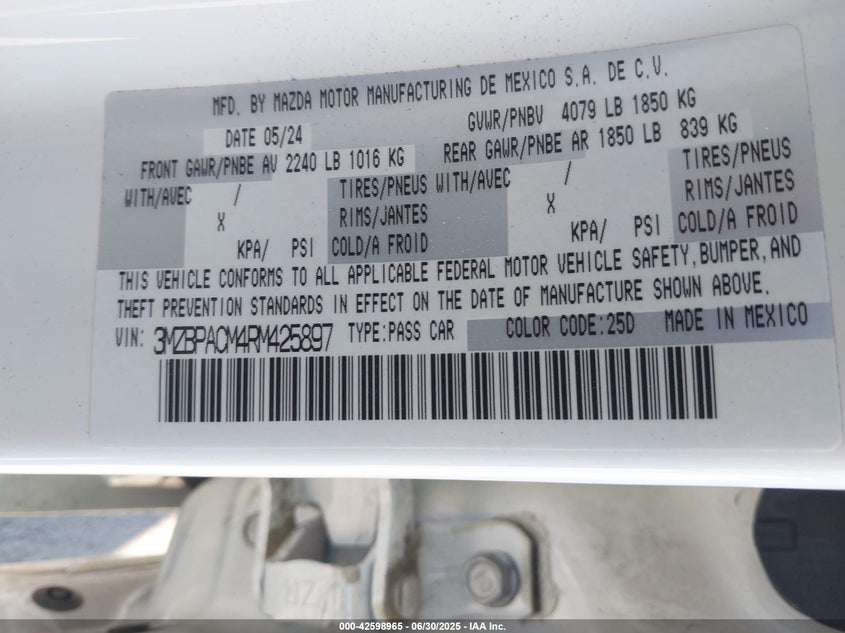 MFD. BY MAZDA MOTOR MANUFACTURING DE MEXICO S.A. DE C.V.
DATE 05/24 GVWR/PNBV 4079 LB 1850 KG
FRONT GAWR/PNBE AV 2240 LB 1016 KG REAR GAWR/PNBE AR 1850 LB 839 KG
WITH/AVEC / TIRES/PNEUS WITH/AVEC / TIRES/PNEUS
X RIMS/JANTES X RIMS/JANTES
KPA/ PSI COLD/A FROID KPA/ PSI COLD/A FROID
THIS VEHICLE CONFORMS TO ALL APPLICABLE FEDERAL MOTOR VEHICLE SAFETY, BUMPER, AND
THEFT PREVENTION STANDARDS IN EFFECT ON THE DATE OF MANUFACTURE SHOWN ABOVE.
VIN: 3MZBPACM4RM425897 TYPE:PASS CAR COLOR CODE:25D MADE IN MEXICO
000-42598965 - 06/30/2025 - IAA Inc.